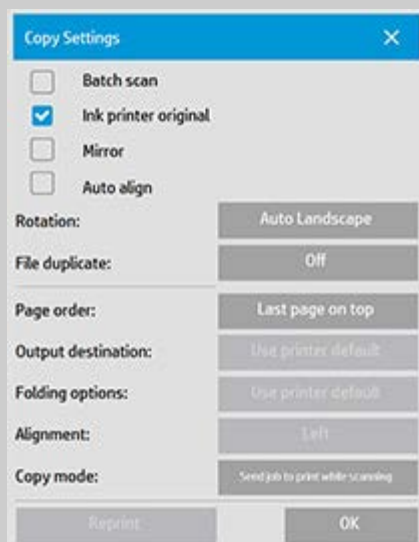 Copy Settings
Batch scan
Ink printer original
Mirror
Auto align
Rotation: Auto Landscape
File duplicate: Off
Page order: Last page on top
Output destination: Use printer default
Folding options: Use printer default
Alignment: Left
Copy mode: Send job to print while scanning
Reprint OK